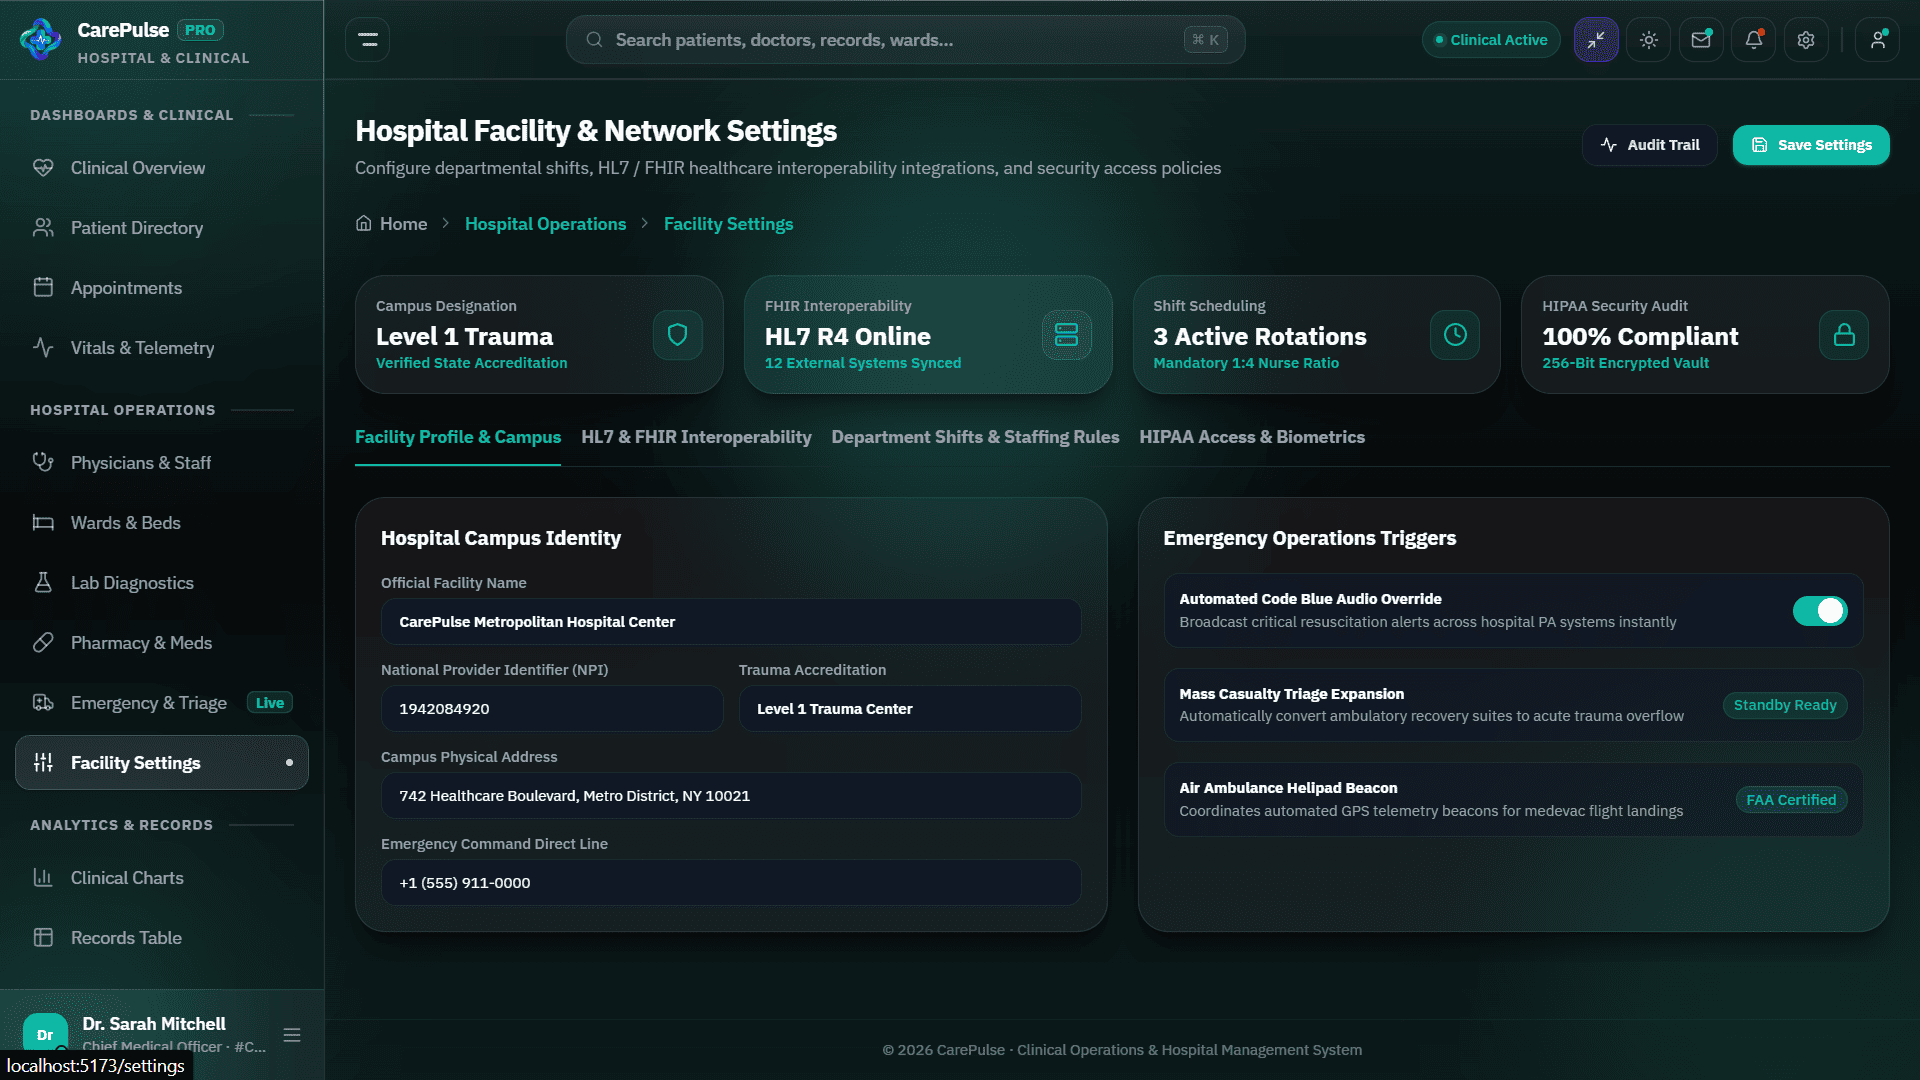 CarePulse PRO
HOSPITAL & CLINICAL
Search patients, doctors, records, wards...
⌘ K
Clinical Active
DASHBOARDS & CLINICAL
Clinical Overview
Patient Directory
Appointments
Vitals & Telemetry
HOSPITAL OPERATIONS
Physicians & Staff
Wards & Beds
Lab Diagnostics
Pharmacy & Meds
Emergency & Triage Live
Facility Settings
ANALYTICS & RECORDS
Clinical Charts
Records Table
Dr
Dr. Sarah Mitchell
Chief Medical Officer · #C...
localhost:5173/settings
Hospital Facility & Network Settings
Configure departmental shifts, HL7 / FHIR healthcare interoperability integrations, and security access policies
Audit Trail
Save Settings
Home > Hospital Operations > Facility Settings
Campus Designation
Level 1 Trauma
Verified State Accreditation
FHIR Interoperability
HL7 R4 Online
12 External Systems Synced
Shift Scheduling
3 Active Rotations
Mandatory 1:4 Nurse Ratio
HIPAA Security Audit
100% Compliant
256-Bit Encrypted Vault
Facility Profile & Campus
HL7 & FHIR Interoperability
Department Shifts & Staffing Rules
HIPAA Access & Biometrics
Hospital Campus Identity
Official Facility Name
CarePulse Metropolitan Hospital Center
National Provider Identifier (NPI)
1942084920
Trauma Accreditation
Level 1 Trauma Center
Campus Physical Address
742 Healthcare Boulevard, Metro District, NY 10021
Emergency Command Direct Line
+1 (555) 911-0000
Emergency Operations Triggers
Automated Code Blue Audio Override
Broadcast critical resuscitation alerts across hospital PA systems instantly
Mass Casualty Triage Expansion
Automatically convert ambulatory recovery suites to acute trauma overflow
Standby Ready
Air Ambulance Helipad Beacon
Coordinates automated GPS telemetry beacons for medevac flight landings
FAA Certified
© 2026 CarePulse · Clinical Operations & Hospital Management System